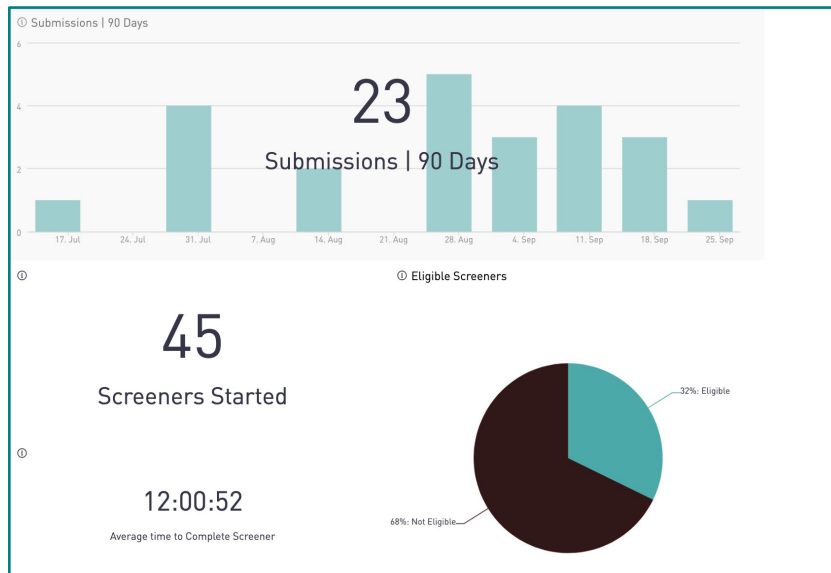 ⓘ Submissions | 90 Days
6
4
2
0
23
Submissions | 90 Days
17. Jul 24. Jul 31. Jul 7. Aug 14. Aug 21. Aug 28. Aug 4. Sep 11. Sep 18. Sep 25. Sep
ⓘ
45
Screeners Started
ⓘ
12:00:52
Average time to Complete Screener
ⓘ Eligible Screeners
32%: Eligible
68%: Not Eligible